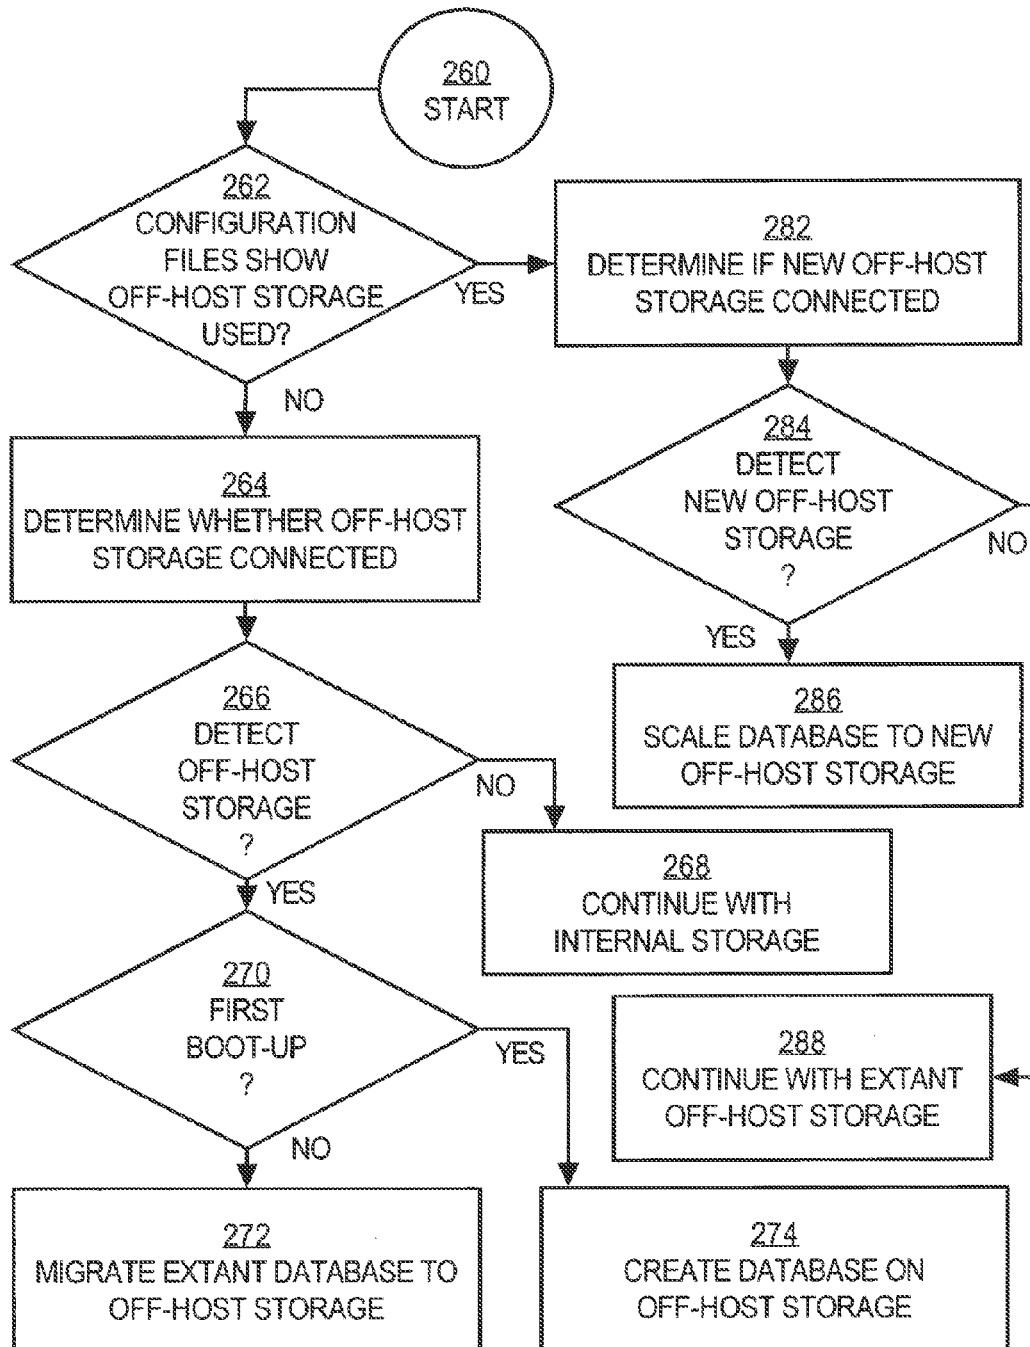 260
START
262
CONFIGURATION
FILES SHOW
OFF-HOST STORAGE
USED?
YES
NO
282
DETERMINE IF NEW OFF-HOST
STORAGE CONNECTED
264
DETERMINE WHETHER OFF-HOST
STORAGE CONNECTED
284
DETECT
NEW OFF-HOST
STORAGE
?
NO
YES
286
SCALE DATABASE TO NEW
OFF-HOST STORAGE
266
DETECT
OFF-HOST
STORAGE
?
NO
YES
268
CONTINUE WITH
INTERNAL STORAGE
270
FIRST
BOOT-UP
?
YES
NO
288
CONTINUE WITH EXTANT
OFF-HOST STORAGE
272
MIGRATE EXTANT DATABASE TO
OFF-HOST STORAGE
274
CREATE DATABASE ON
OFF-HOST STORAGE